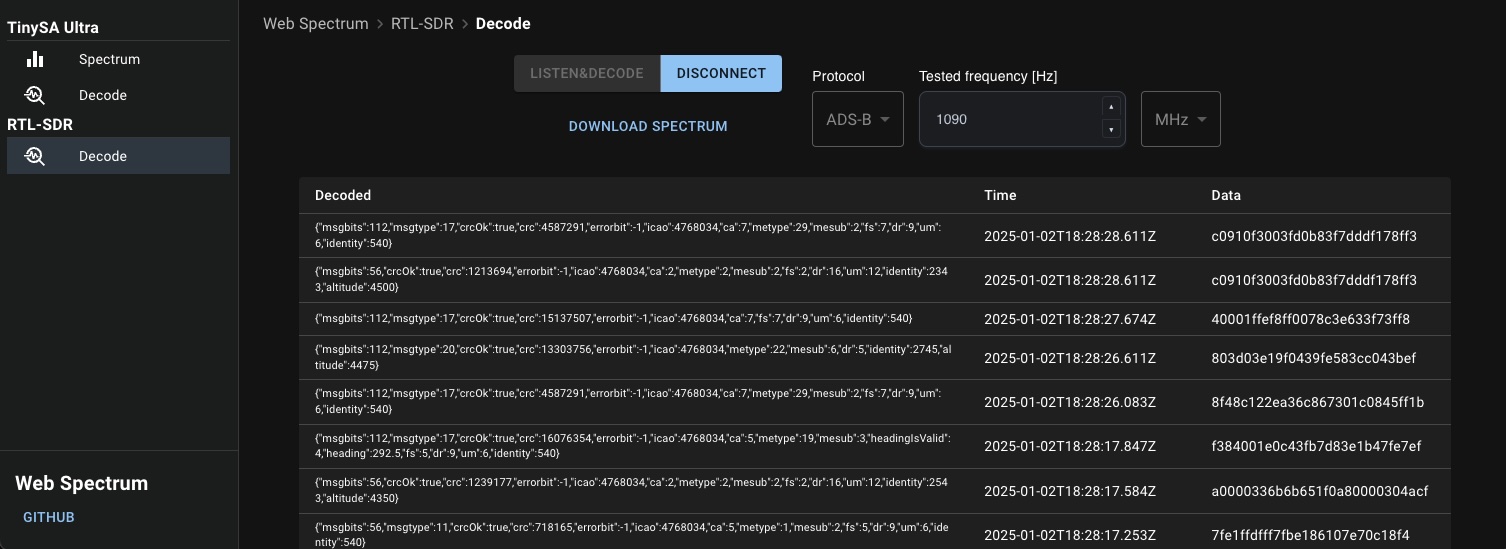 TinySA Ultra
Spectrum
Decode
RTL-SDR
Decode
Web Spectrum
GITHUB
Web Spectrum > RTL-SDR > Decode
LISTEN&DECODE DISCONNECT
DOWNLOAD SPECTRUM
Protocol
ADS-B
Tested frequency [Hz]
1090
MHz
Decoded Time Data
{"msgbits":112,"msgtype":17,"crcOk":true,"crc":4587291,"errorbit":-1,"icao":4768034,"ca":7,"metype":29,"mesub":2,"fs":7,"dr":9,"um":
6,"identity":540}
2025-01-02T18:28:28.611Z c0910f3003fd0b83f7dddf178ff3
{"msgbits":56,"crcOk":true,"crc":1213694,"errorbit":-1,"icao":4768034,"ca":2,"metype":2,"mesub":2,"fs":2,"dr":16,"um":12,"identity":234
3,"altitude":4500}
2025-01-02T18:28:28.611Z c0910f3003fd0b83f7dddf178ff3
{"msgbits":112,"msgtype":17,"crcOk":true,"crc":15137507,"errorbit":-1,"icao":4768034,"ca":7,"fs":7,"dr":9,"um":6,"identity":540}
2025-01-02T18:28:27.674Z 40001ffef8ff0078c3e633f73ff8
{"msgbits":112,"msgtype":20,"crcOk":true,"crc":13303756,"errorbit":-1,"icao":4768034,"metype":22,"mesub":6,"dr":5,"identity":2745,"al
titude":4475}
2025-01-02T18:28:26.611Z 803d03e19f0439fe583cc043bef
{"msgbits":112,"msgtype":17,"crcOk":true,"crc":4587291,"errorbit":-1,"icao":4768034,"ca":7,"metype":29,"mesub":2,"fs":7,"dr":9,"um":
6,"identity":540}
2025-01-02T18:28:26.083Z 8f48c122ea36c867301c0845ff1b
{"msgbits":112,"msgtype":17,"crcOk":true,"crc":16076354,"errorbit":-1,"icao":4768034,"ca":5,"metype":19,"mesub":3,"headingIsValid":
4,"heading":292.5,"fs":5,"dr":9,"um":6,"identity":540}
2025-01-02T18:28:17.847Z f384001e0c43fb7d83e1b47fe7ef
{"msgbits":56,"crcOk":true,"crc":1239177,"errorbit":-1,"icao":4768034,"ca":2,"metype":2,"mesub":2,"fs":2,"dr":16,"um":12,"identity":254
3,"altitude":4350}
2025-01-02T18:28:17.584Z a0000336b6b651f0a80000304acf
{"msgbits":56,"msgtype":11,"crcOk":true,"crc":718165,"errorbit":-1,"icao":4768034,"ca":5,"metype":1,"mesub":2,"fs":5,"dr":9,"um":6,"ide
ntity":540}
2025-01-02T18:28:17.253Z 7fe1ffdfff7fbe186107e70c18f4